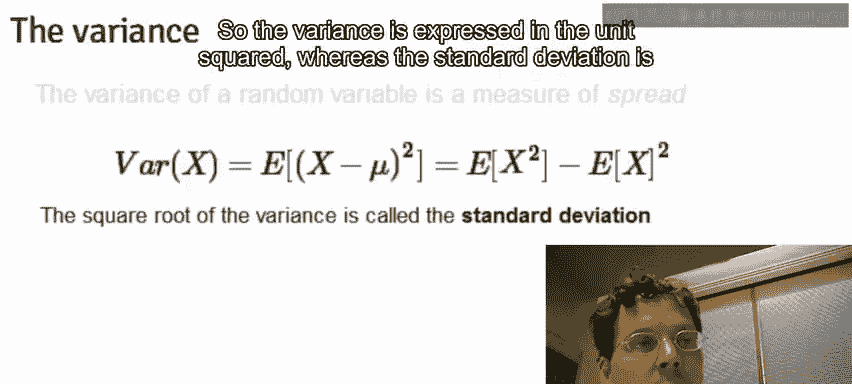 The variance
So the variance is expressed in the unit
squared, whereas the standard deviation is
The variance of a random variable is a measure of spread
Var(X) = E[(X − μ)²] = E[X²] − E[X]²
The square root of the variance is called the standard deviation